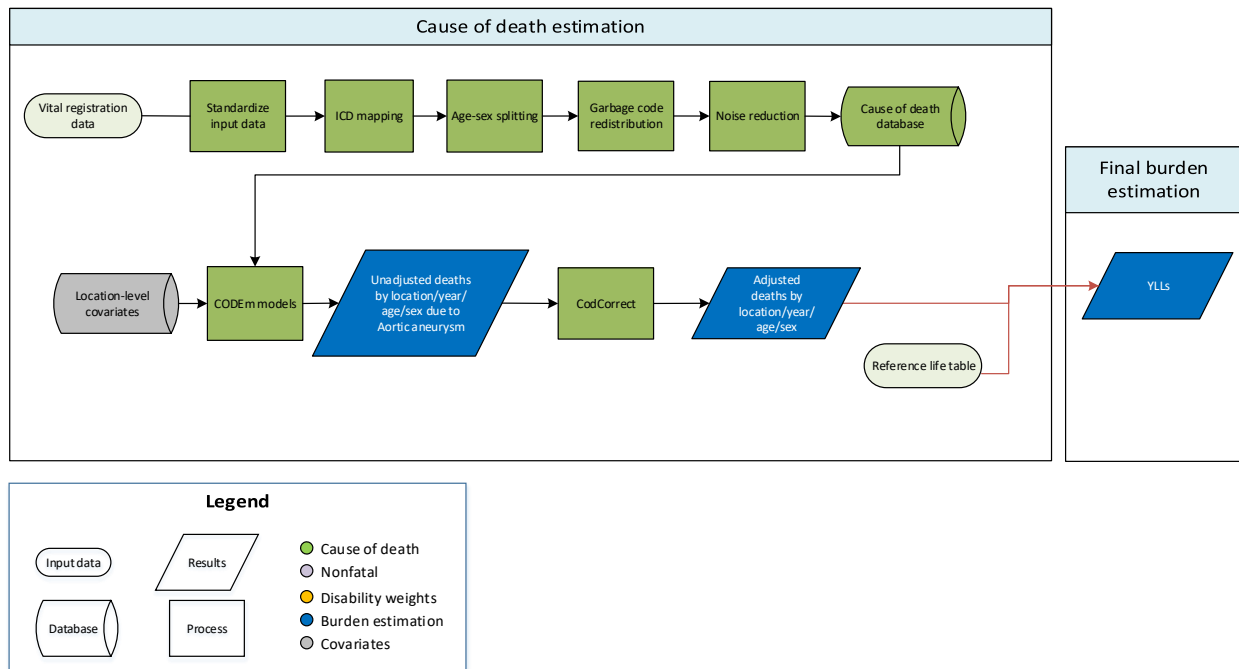 Cause of death estimation
Vital registration
data
Standardize
input data
ICD mapping
Age-sex splitting
Garbage code
redistribution
Noise reduction
Cause of death
database
Final burden
estimation
Location-level
covariates
CODEm models
Unadjusted deaths
by location/year/
age/sex due to
Aortic aneurysm
CodCorrect
Adjusted
deaths by
location/year/
age/sex
YLLs
Reference life table
Legend
Input data
Results
Database
Process
Cause of death
Nonfatal
Disability weights
Burden estimation
Covariates